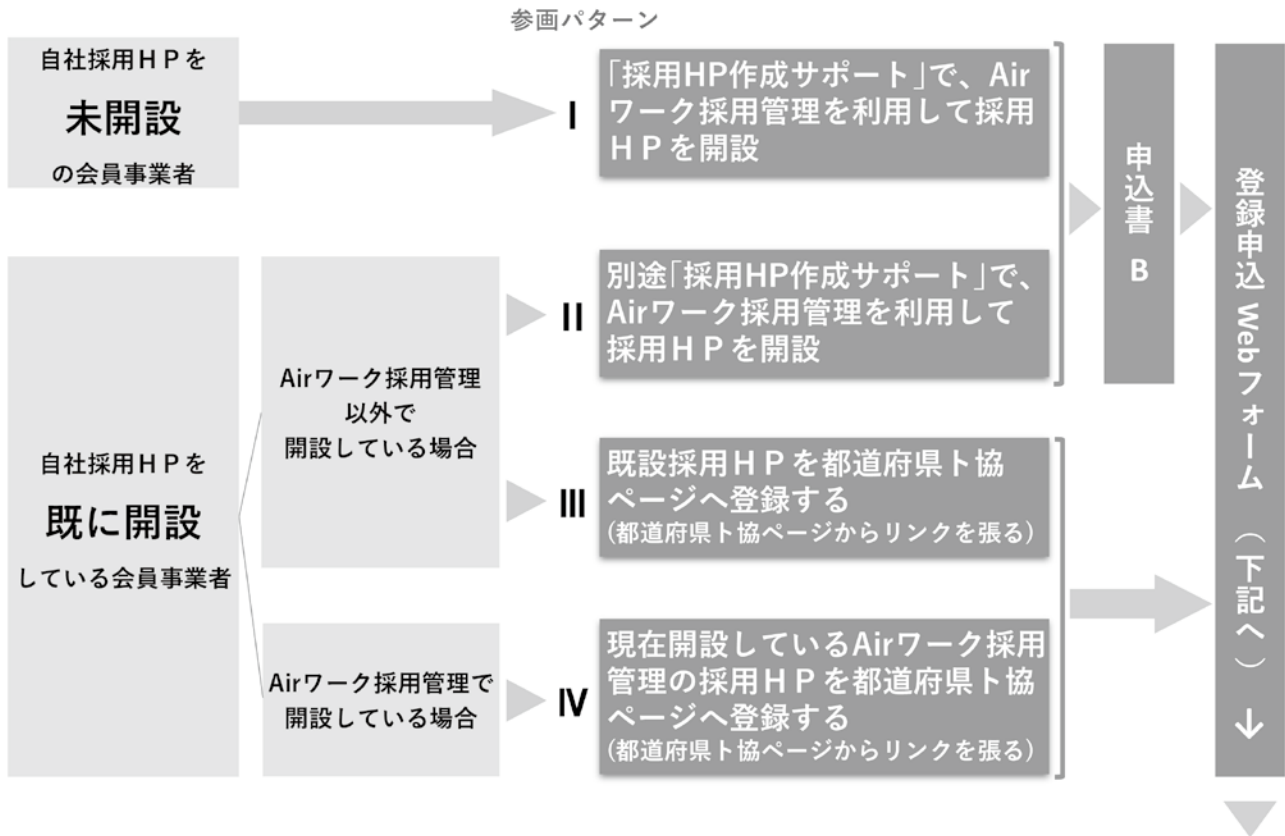 参画パターン
自社採用ＨＰを
未開設
の会員事業者
Ⅰ
「採用HP作成サポート」で、Air
ワーク採用管理を利用して採用
ＨＰを開設
自社採用ＨＰを
既に開設
している会員事業者
Airワーク採用管理
以外で
開設している場合
Ⅱ
別途「採用HP作成サポート」で、
Airワーク採用管理を利用して
採用ＨＰを開設
Ⅲ
既設採用ＨＰを都道府県ト協
ページへ登録する
(都道府県ト協ページからリンクを張る)
Airワーク採用管理で
開設している場合
Ⅳ
現在開設しているAirワーク採用
管理の採用ＨＰを都道府県ト協
ページへ登録する
(都道府県ト協ページからリンクを張る)
申込書 B
登録申込 Webフォーム （下記へ）↓